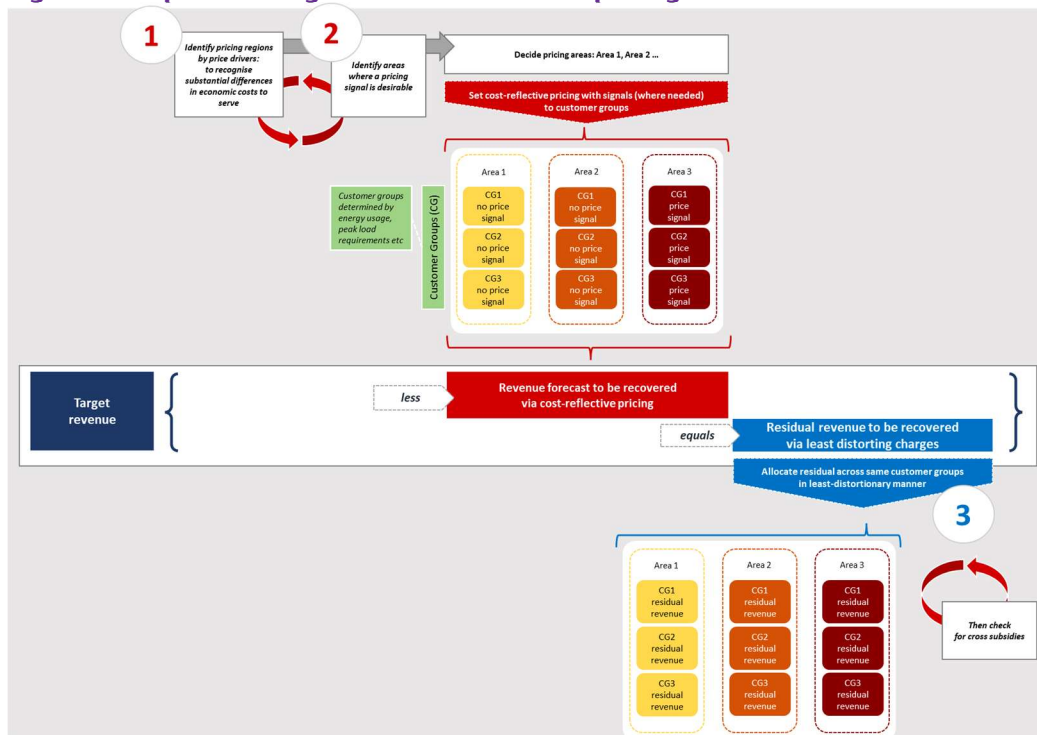 1
Identify pricing regions
by price drivers:
to recognise
substantial differences
in economic costs to
serve
2
Identify areas
where a pricing
signal is desirable
Decide pricing areas: Area 1, Area 2 ...
Set cost-reflective pricing with signals (where needed)
to customer groups
Customer groups
determined by
energy usage,
peak load
requirements etc
Customer Groups (CG)
Area 1
CG1
no price
signal
CG2
no price
signal
CG3
no price
signal
Area 2
CG1
no price
signal
CG2
no price
signal
CG3
no price
signal
Area 3
CG1
price
signal
CG2
price
signal
CG3
price
signal
Target
revenue
less
Revenue forecast to be recovered
via cost-reflective pricing
equals
Residual revenue to be recovered
via least distorting charges
Allocate residual across same customer groups
in least-distortionary manner
3
Area 1
CG1
residual
revenue
CG2
residual
revenue
CG3
residual
revenue
Area 2
CG1
residual
revenue
CG2
residual
revenue
CG3
residual
revenue
Area 3
CG1
residual
revenue
CG2
residual
revenue
CG3
residual
revenue
Then check
for cross subsidies